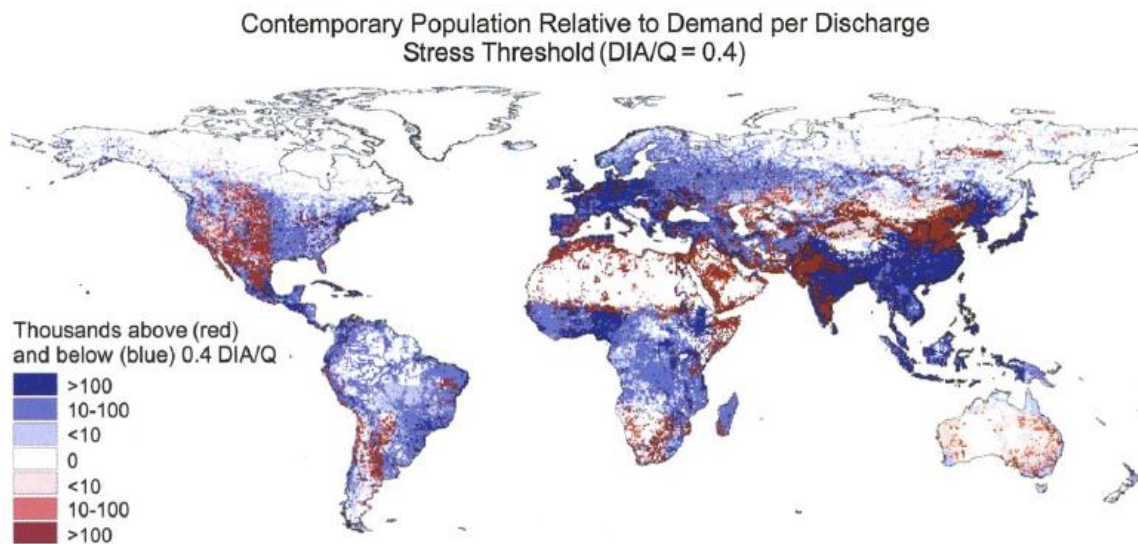 Contemporary Population Relative to Demand per Discharge
Stress Threshold (DIA/Q = 0.4)
Thousands above (red)
and below (blue) 0.4 DIA/Q
>100
10-100
<10
0
<10
10-100
>100